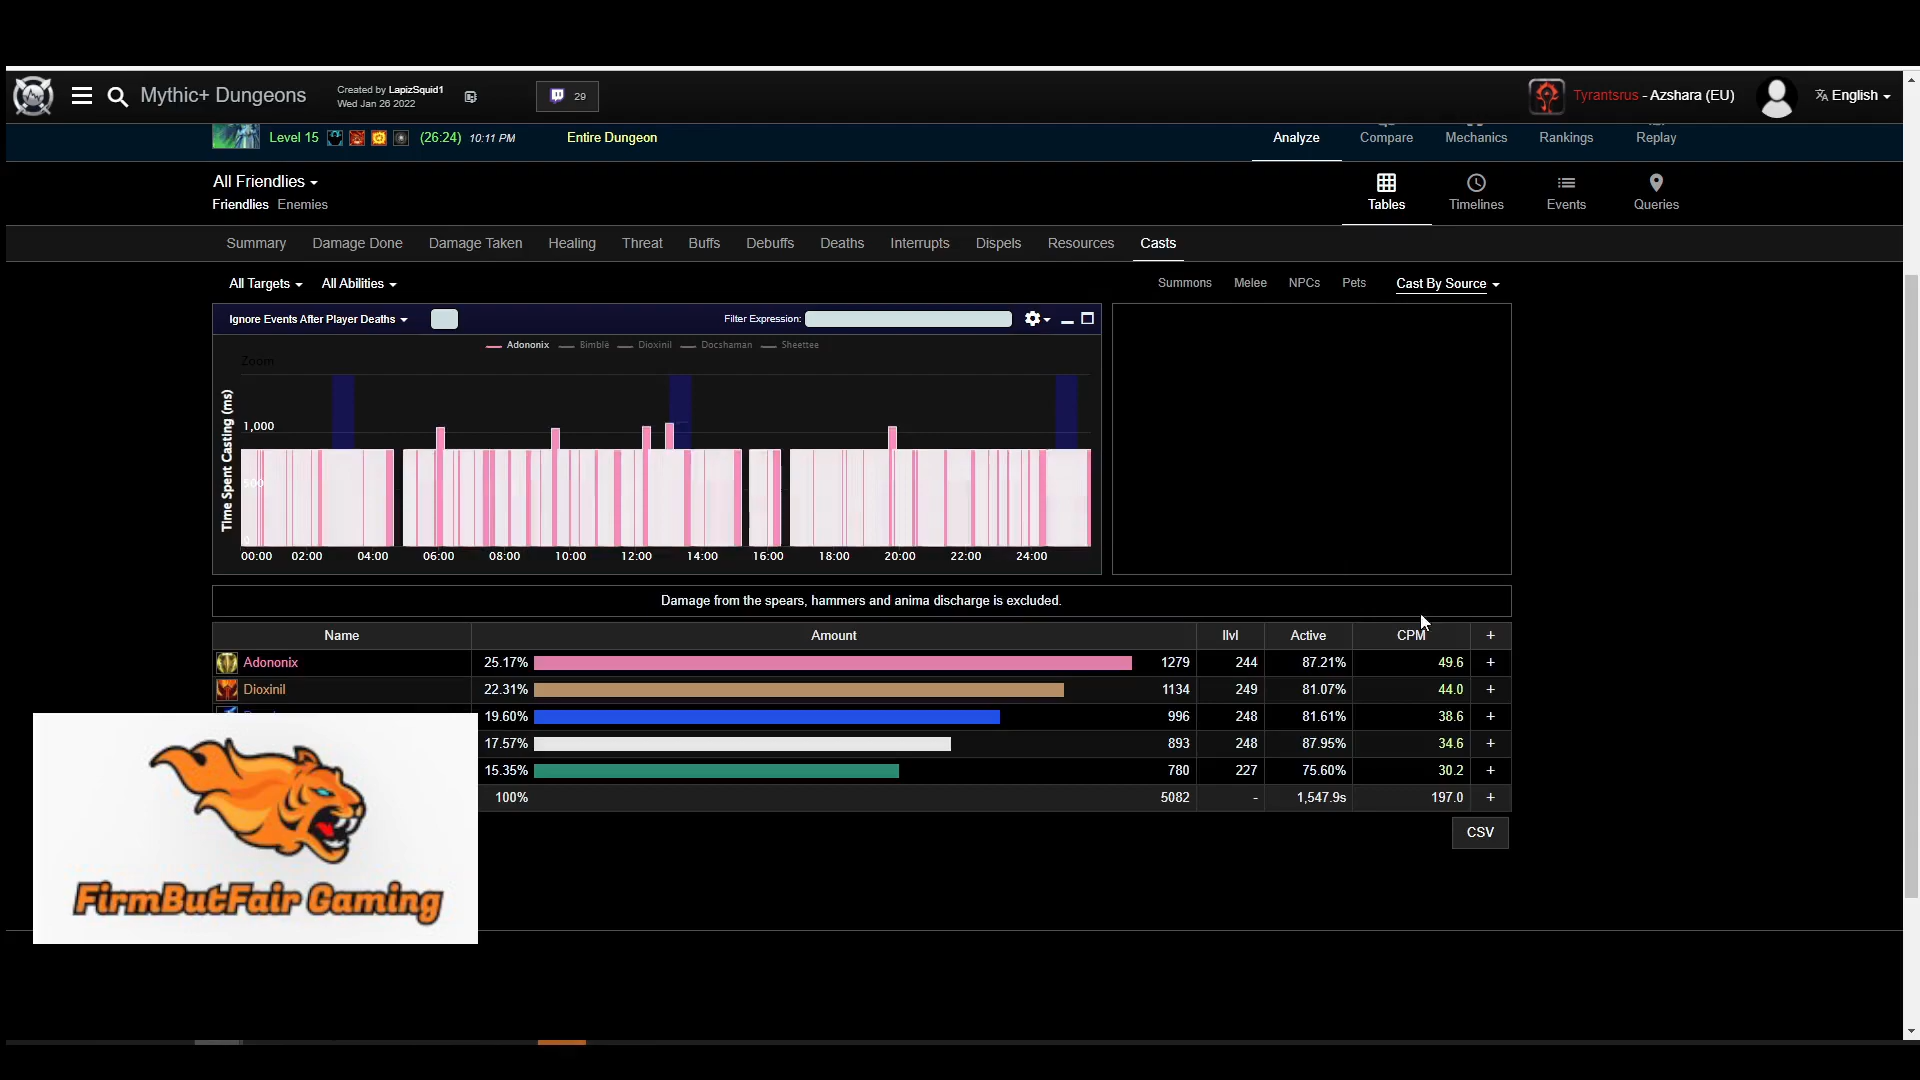 Mythic+ Dungeons
Created by LapizSquid1
Wed Jan 26 2022
29
Tyrantsrus - Azshara (EU)
English
Level 15 (26:24) 10:11 PM Entire Dungeon
Analyze Compare Mechanics Rankings Replay
All Friendlies
Friendlies Enemies
Tables Timelines Events Queries
Summary Damage Done Damage Taken Healing Threat Buffs Debuffs Deaths Interrupts Dispels Resources Casts
All Targets All Abilities
Summons Melee NPCs Pets Cast By Source
Ignore Events After Player Deaths
Filter Expression:
Adononix Bimblë Dioxinil Docshaman Sheettee
Zoom
Time Spent Casting (ms)
1,000
500
0
00:00 02:00 04:00 06:00 08:00 10:00 12:00 14:00 16:00 18:00 20:00 22:00 24:00
Damage from the spears, hammers and anima discharge is excluded.
Name Amount Ilvl Active CPM +
Adononix 25.17% 1279 244 87.21% 49.6 +
Dioxinil 22.31% 1134 249 81.07% 44.0 +
19.60% 996 248 81.61% 38.6 +
17.57% 893 248 87.95% 34.6 +
15.35% 780 227 75.60% 30.2 +
100% 5082 - 1,547.9s 197.0 +
CSV
FirmButFair Gaming